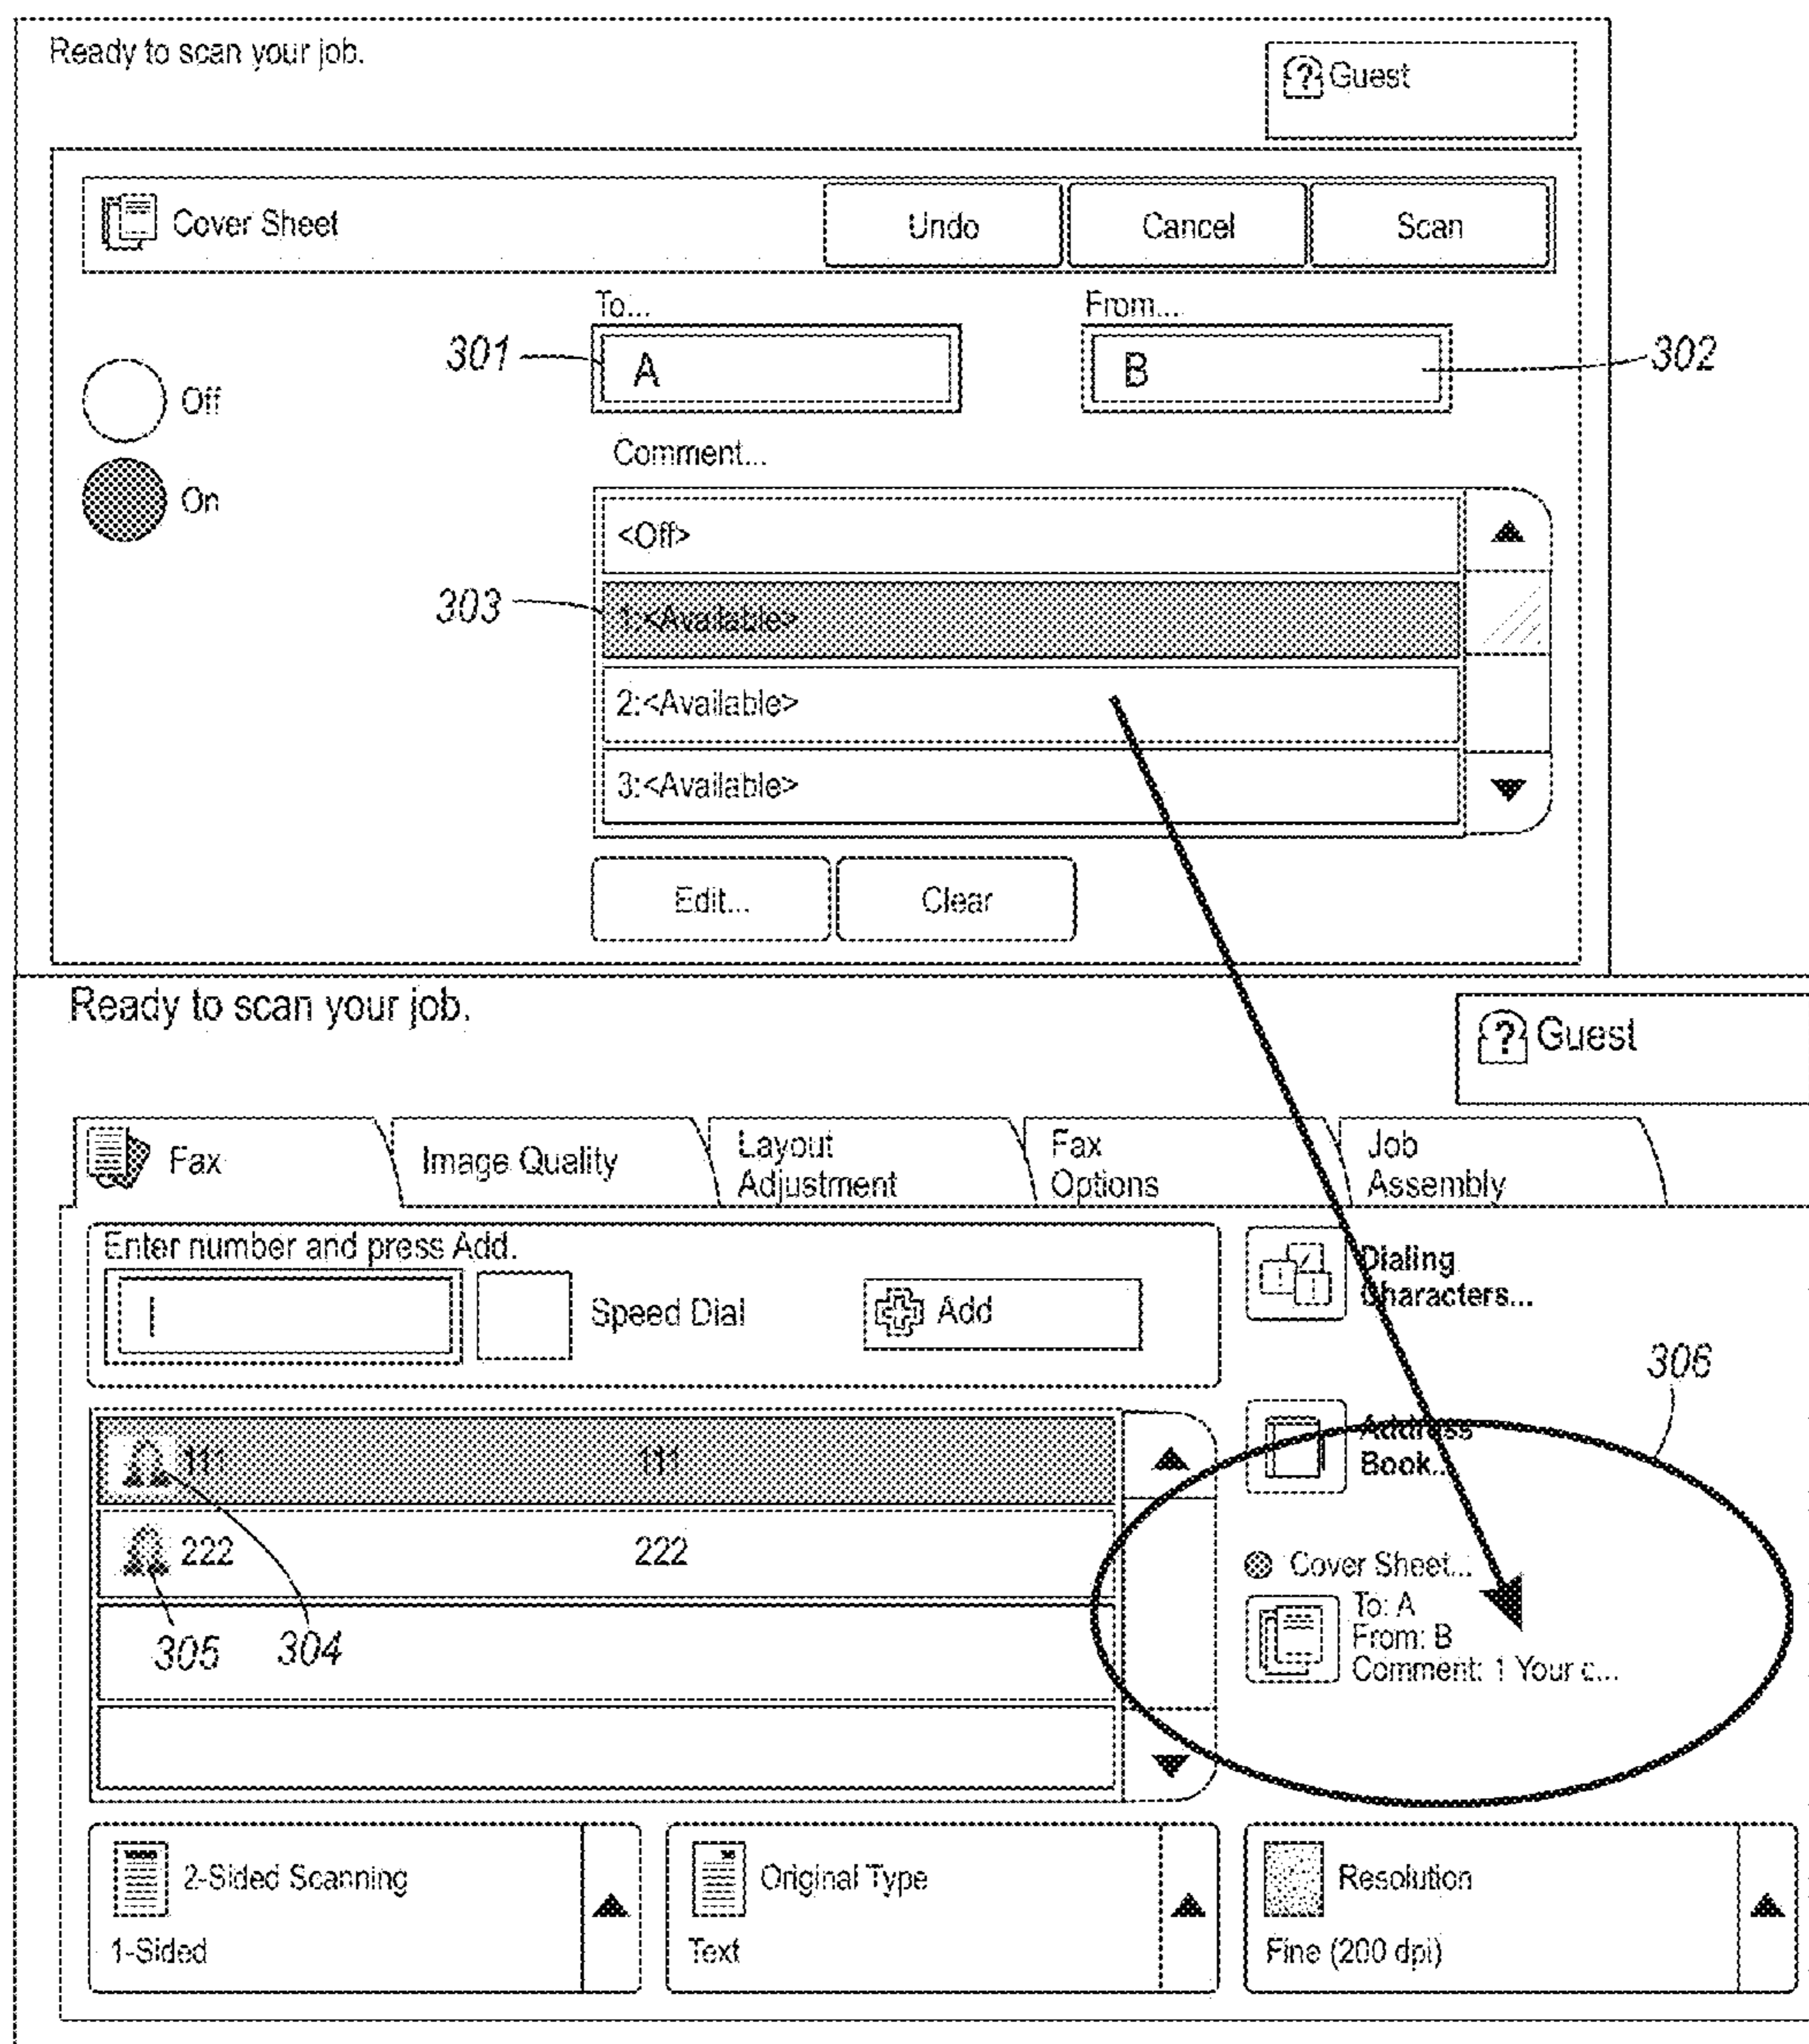 Ready to scan your job.
Guest
Cover Sheet
Undo
Cancel
Scan
To...
From...
301
A
B
302
Off
On
Comment...
<Off>
303
1:<Available>
2:<Available>
3:<Available>
Edit...
Clear
Ready to scan your job.
Guest
Fax
Image Quality
Layout
Adjustment
Fax
Options
Job
Assembly
Enter number and press Add.
Speed Dial
Add
Dialing
Characters...
306
111 111
Address
Book...
222 222
305
304
Cover Sheet...
To: A
From: B
Comment: 1 Your c...
2-Sided Scanning
1-Sided
Original Type
Text
Resolution
Fine (200 dpi)